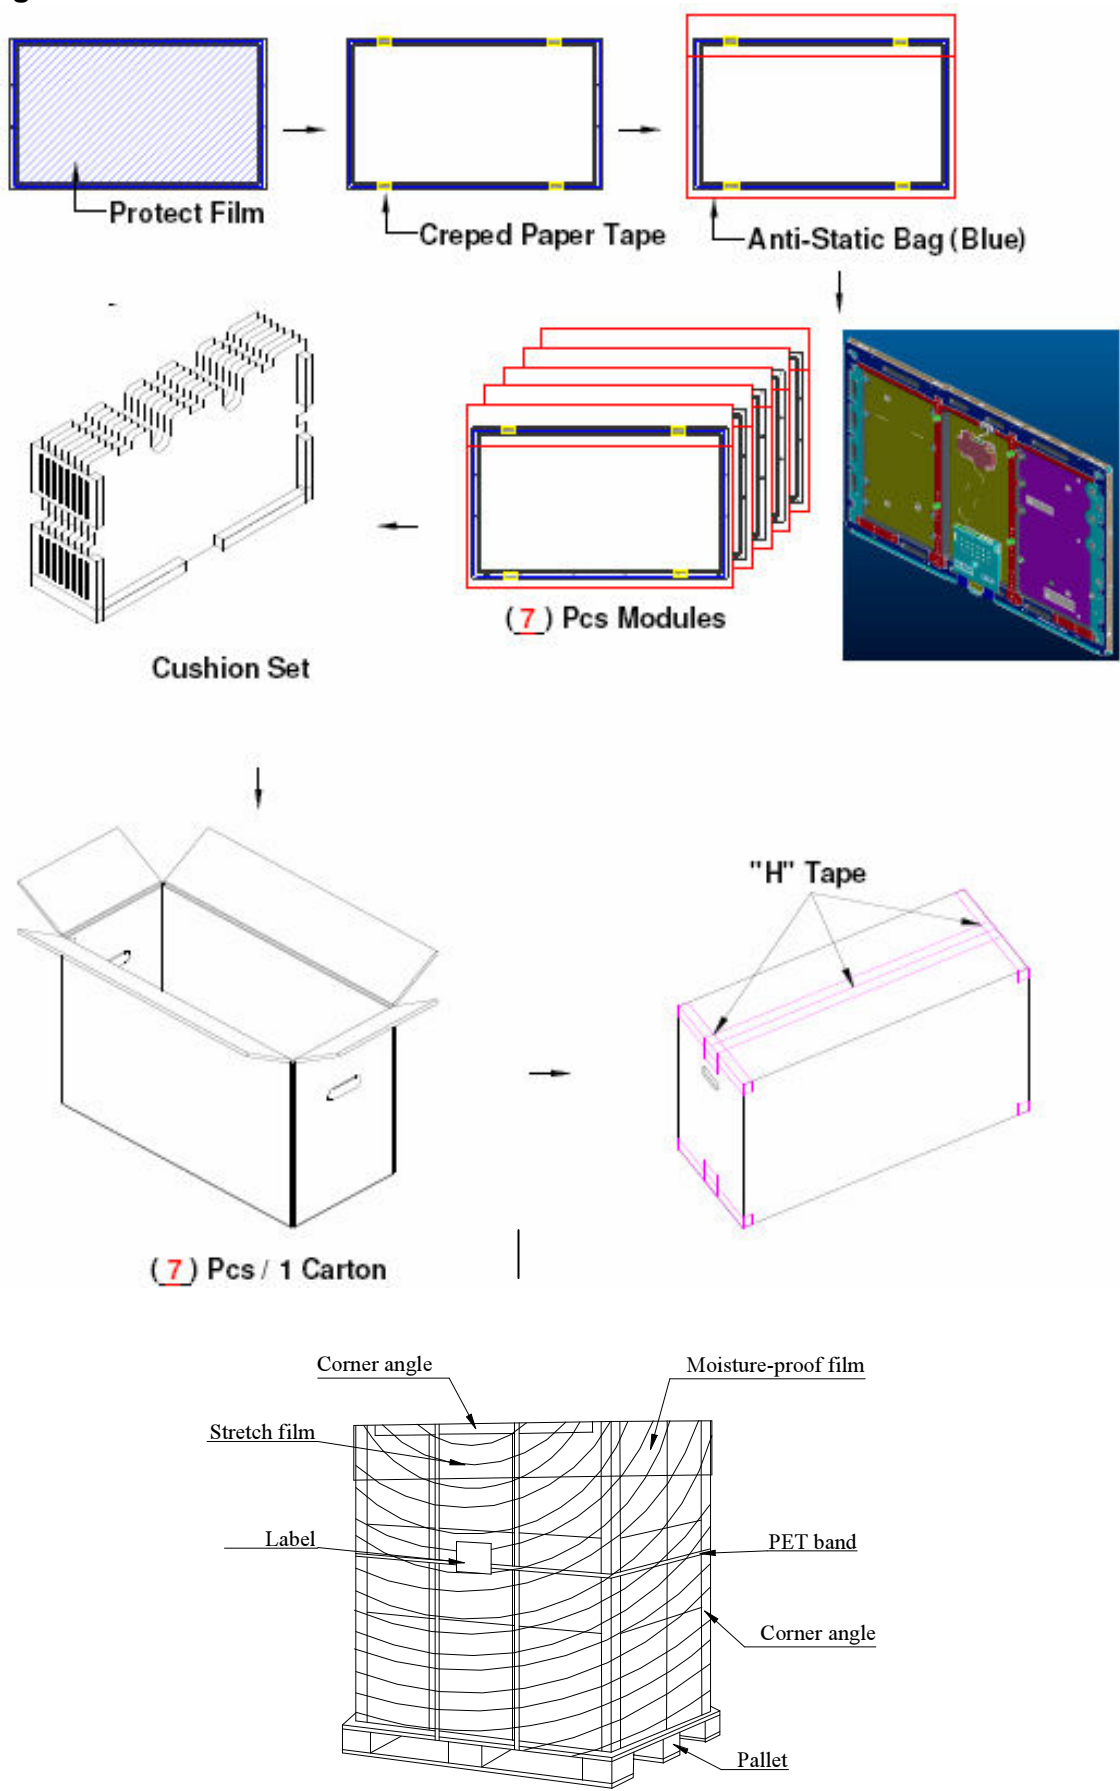 Protect Film
Creped Paper Tape
Anti-Static Bag (Blue)
( 7 ) Pcs Modules
Cushion Set
"H" Tape
( 7 ) Pcs / 1 Carton
Corner angle
Moisture-proof film
Stretch film
Label
PET band
Corner angle
Pallet